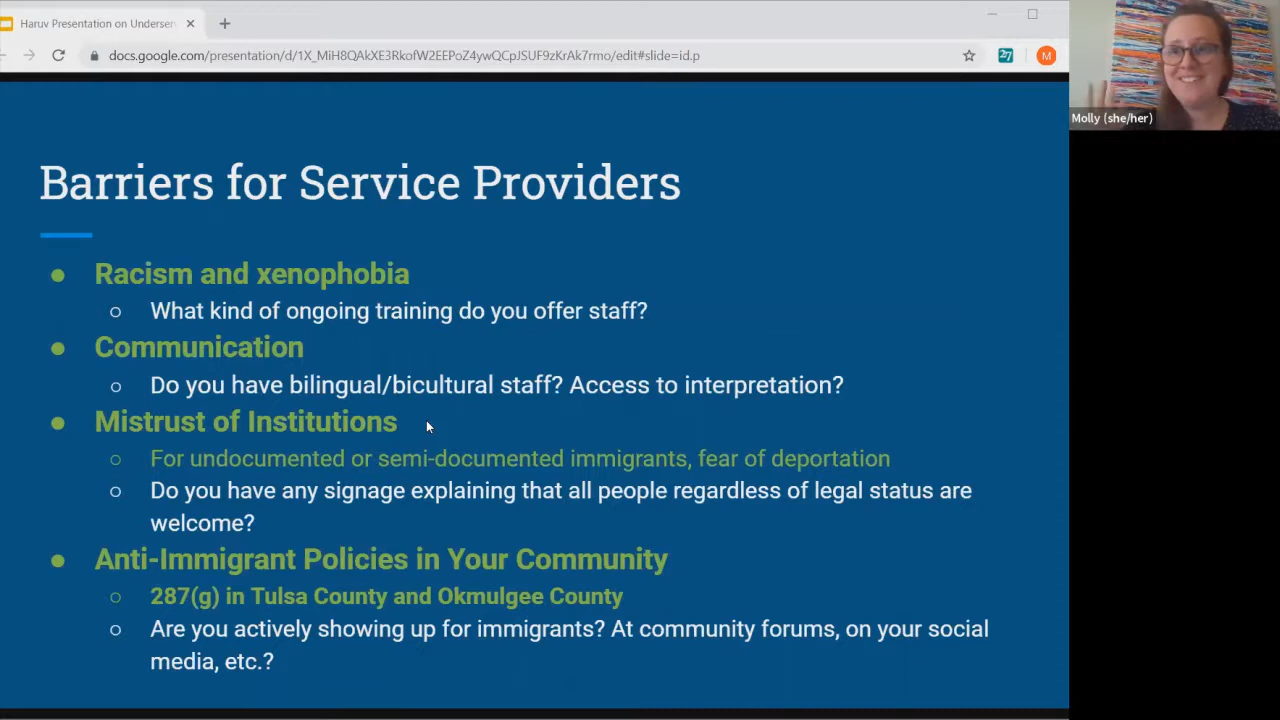 Haruv Presentation on Underser
docs.google.com/presentation/d/1X_MiH8QAkXE3RkofW2EEPoZ4ywQCpJSUF9zKrAk7rmo/edit#slide=id.p
27
M
Molly (she/her)
Barriers for Service Providers
● Racism and xenophobia
○ What kind of ongoing training do you offer staff?
● Communication
○ Do you have bilingual/bicultural staff? Access to interpretation?
● Mistrust of Institutions
○ For undocumented or semi-documented immigrants, fear of deportation
○ Do you have any signage explaining that all people regardless of legal status are
welcome?
● Anti-Immigrant Policies in Your Community
○ 287(g) in Tulsa County and Okmulgee County
○ Are you actively showing up for immigrants? At community forums, on your social
media, etc.?